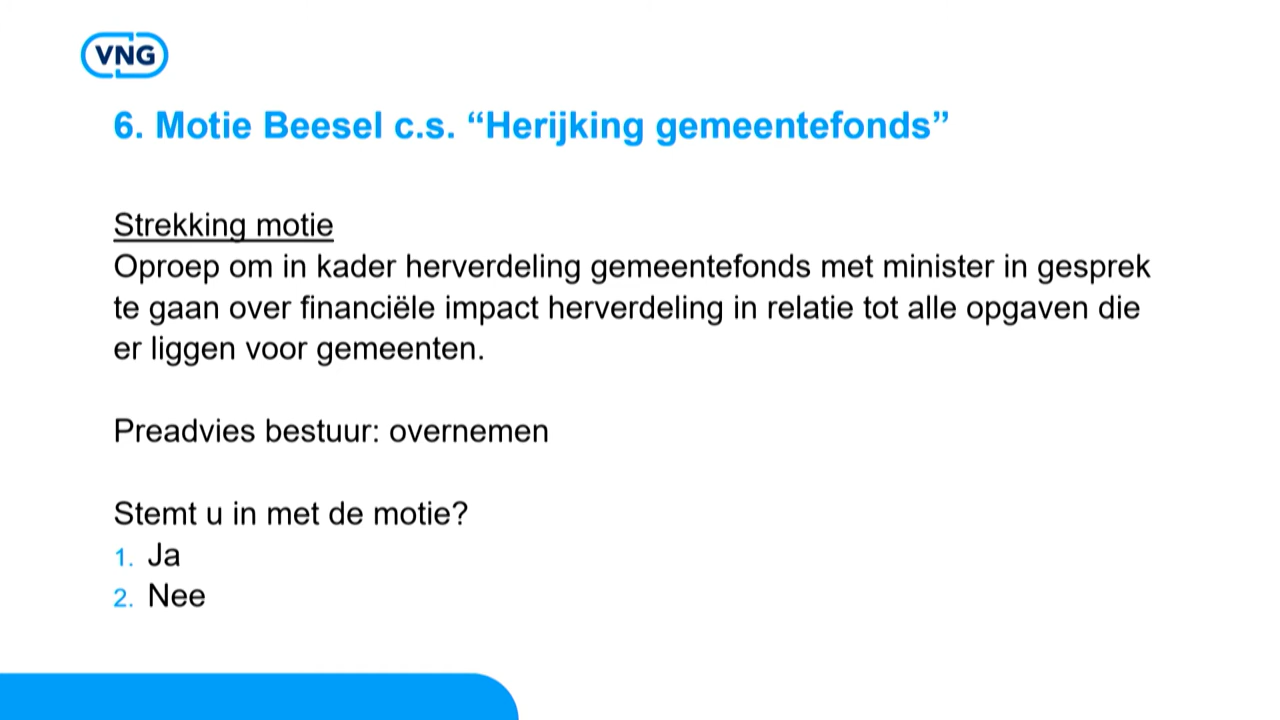 VNG
6. Motie Beesel c.s. “Herijking gemeentefonds”
Strekking motie
Oproep om in kader herverdeling gemeentefonds met minister in gesprek
te gaan over financiële impact herverdeling in relatie tot alle opgaven die
er liggen voor gemeenten.
Preadvies bestuur: overnemen
Stemt u in met de motie?
1. Ja
2. Nee